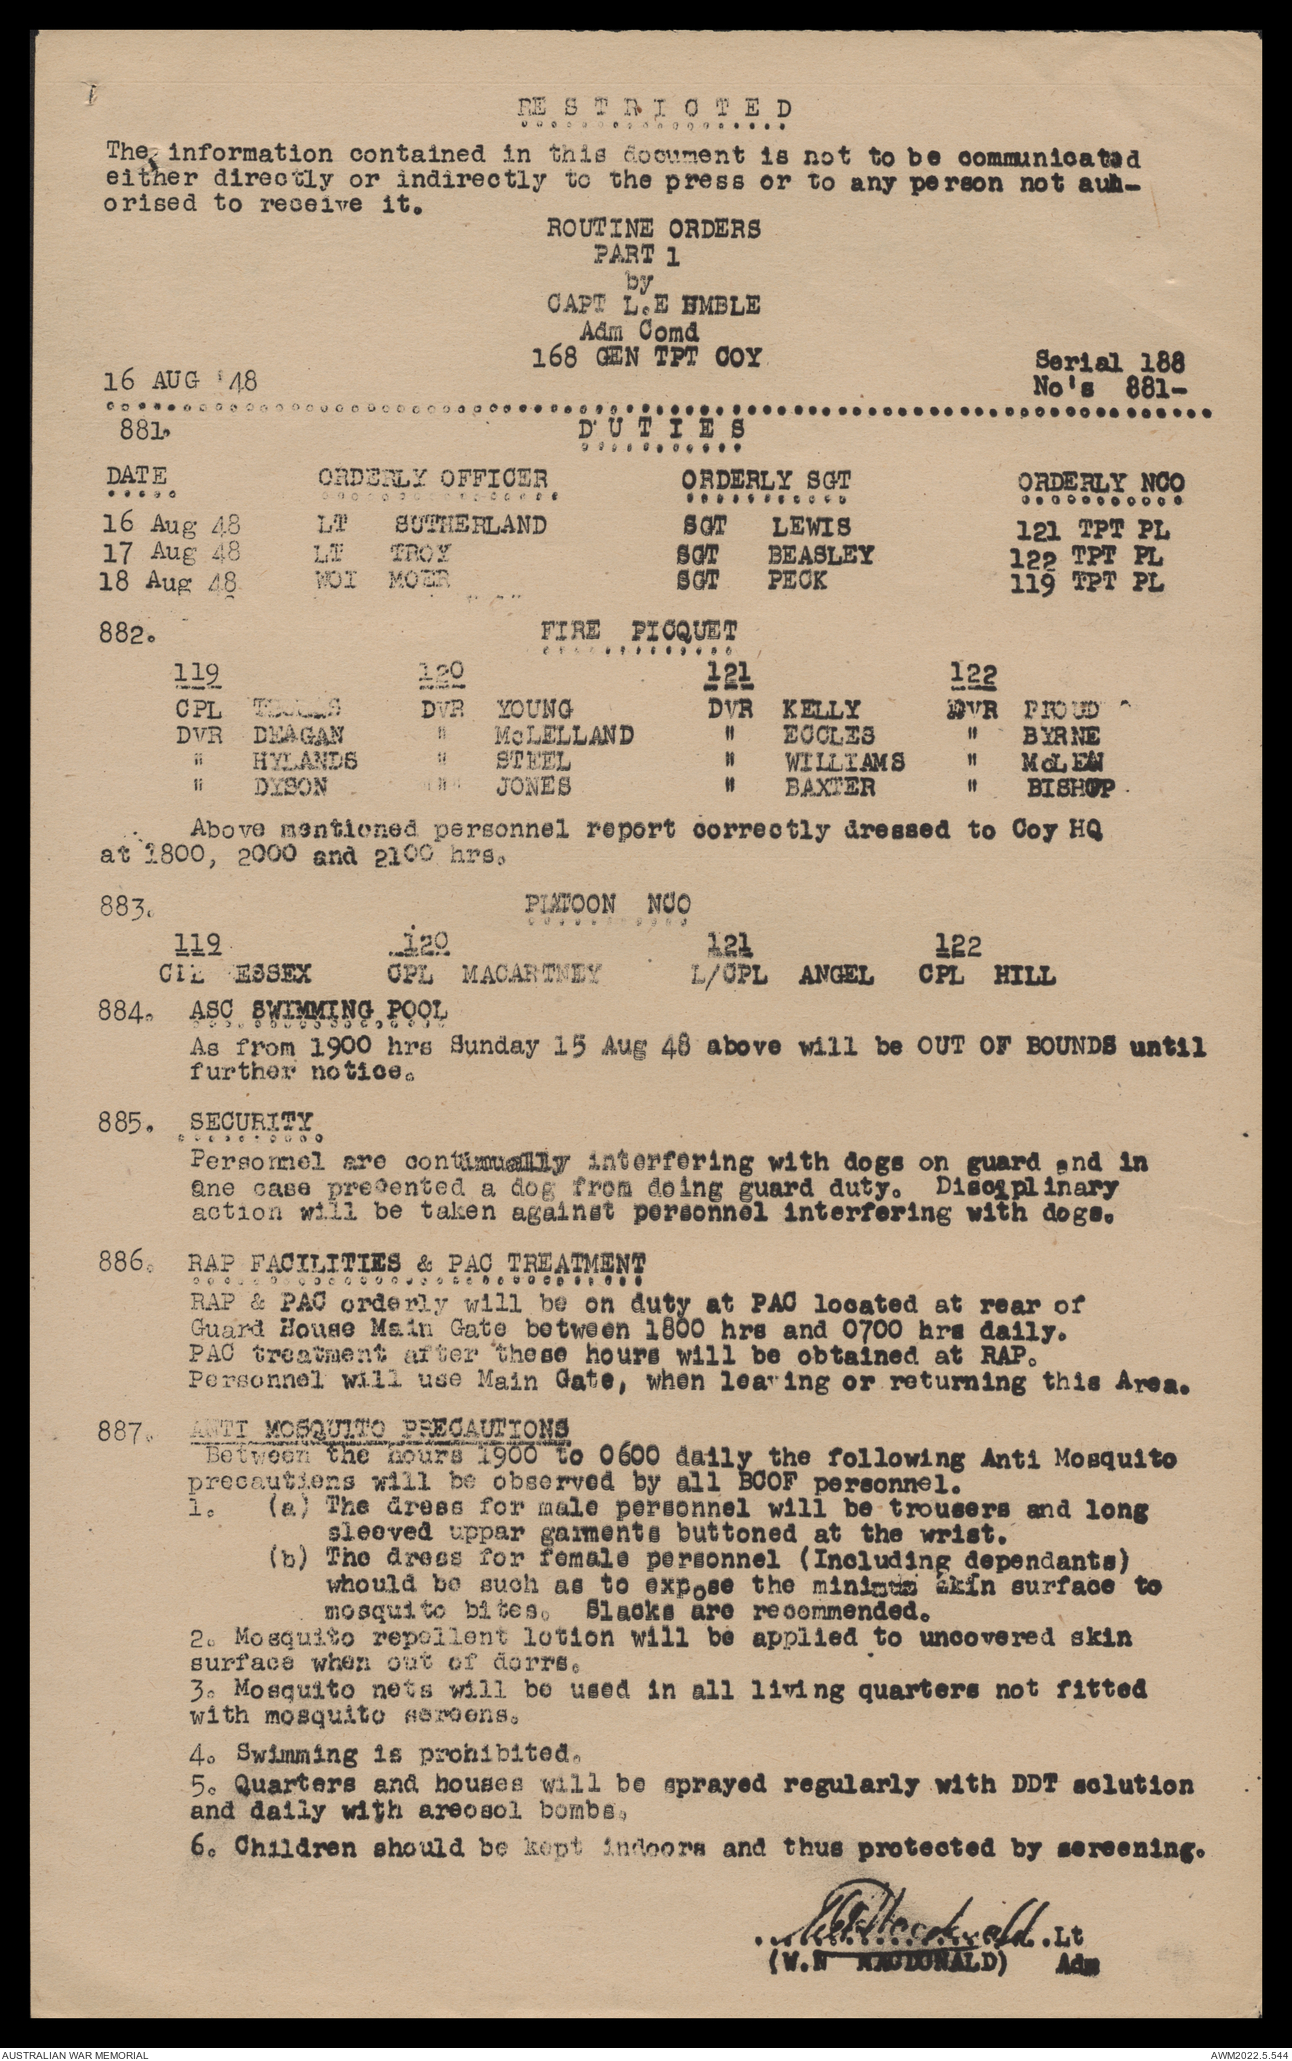 R E S T R I C T E D
The information contained in this document is not to be communicated
either directly or indirectly to the press or to any person not auh-
orised to receive it.
ROUTINE ORDERS
PART 1
by
CAPT L.E HMBLE
Adm Comd
168 GEN TPT COY
Serial 188
16 AUG '48
No's 881-
881. D U T I E S
DATE ORDERLY OFFICER ORDERLY SGT ORDERLY NCO
16 Aug 48 LT SUTHERLAND SGT LEWIS 121 TPT PL
17 Aug 48 LT TROY SGT BEASLEY 122 TPT PL
18 Aug 48 WOI MOER SGT PECK 119 TPT PL
882. FIRE PICQUET
119 120 121 122
CPL DVR YOUNG DVR KELLY DVR PROUD
DVR DEAGAN " McLELLAND " ECCLES " BYRNE
" HYLANDS " STEEL " WILLIAMS " McLEAN
" DYSON " JONES " BAXTER " BISHOP
Above mentioned personnel report correctly dressed to Coy HQ
at 1800, 2000 and 2100 hrs.
883. PLATOON NCO
119 120 121 122
CPL ESSEX CPL MACARTNEY L/CPL ANGEL CPL HILL
884. ASC SWIMMING POOL
As from 1900 hrs Sunday 15 Aug 48 above will be OUT OF BOUNDS until
further notice.
885. SECURITY
Personnel are continually interfering with dogs on guard and in
one case prevented a dog from doing guard duty. Disciplinary
action will be taken against personnel interfering with dogs.
886. RAP FACILITIES & PAC TREATMENT
RAP & PAC orderly will be on duty at PAC located at rear of
Guard House Main Gate between 1800 hrs and 0700 hrs daily.
PAC treatment after these hours will be obtained at RAP.
Personnel will use Main Gate, when leaving or returning this Area.
887. ANTI MOSQUITO PRECAUTIONS
Between the hours 1900 to 0600 daily the following Anti Mosquito
precautions will be observed by all BCOF personnel.
1. (a) The dress for male personnel will be trousers and long
sleeved uppar garments buttoned at the wrist.
(b) The dress for female personnel (Including dependants)
whould be such as to expose the minimum skin surface to
mosquito bites. Slacks are recommended.
2. Mosquito repellent lotion will be applied to uncovered skin
surface when out of dorrs.
3. Mosquito nets will be used in all living quarters not fitted
with mosquito screens.
4. Swimming is prohibited.
5. Quarters and houses will be sprayed regularly with DDT solution
and daily with areosol bombs.
6. Children should be kept indoors and thus protected by screening.
Lt
(W.N MACDONALD) Adm
AUSTRALIAN WAR MEMORIAL AWM2022.5.544